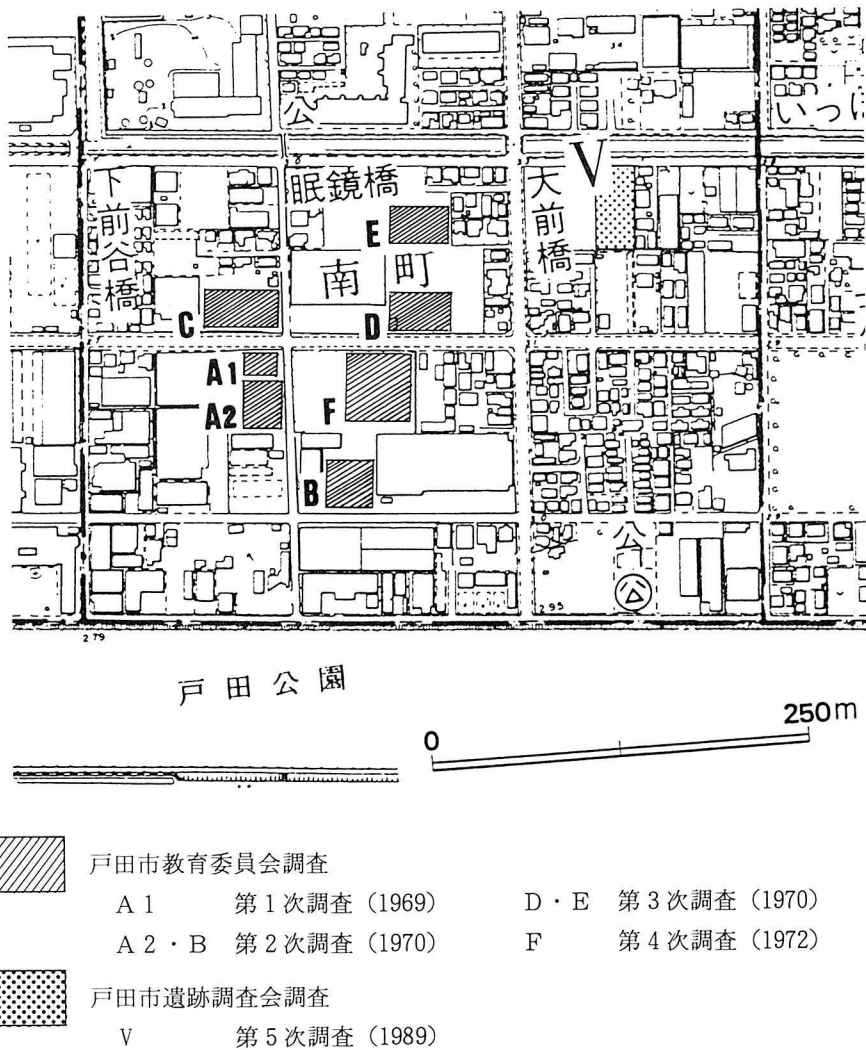 34
公
いっ
下前谷橋
眼鏡橋
大前橋
V
E
南町
C
D
A1
A2
F
B
公
公
295
279
戸田公園
0
250m
戸田市教育委員会調査
A1 第1次調査(1969)
D・E 第3次調査(1970)
A2・B 第2次調査(1970)
F 第4次調査(1972)
戸田市遺跡調査会調査
V 第5次調査(1989)